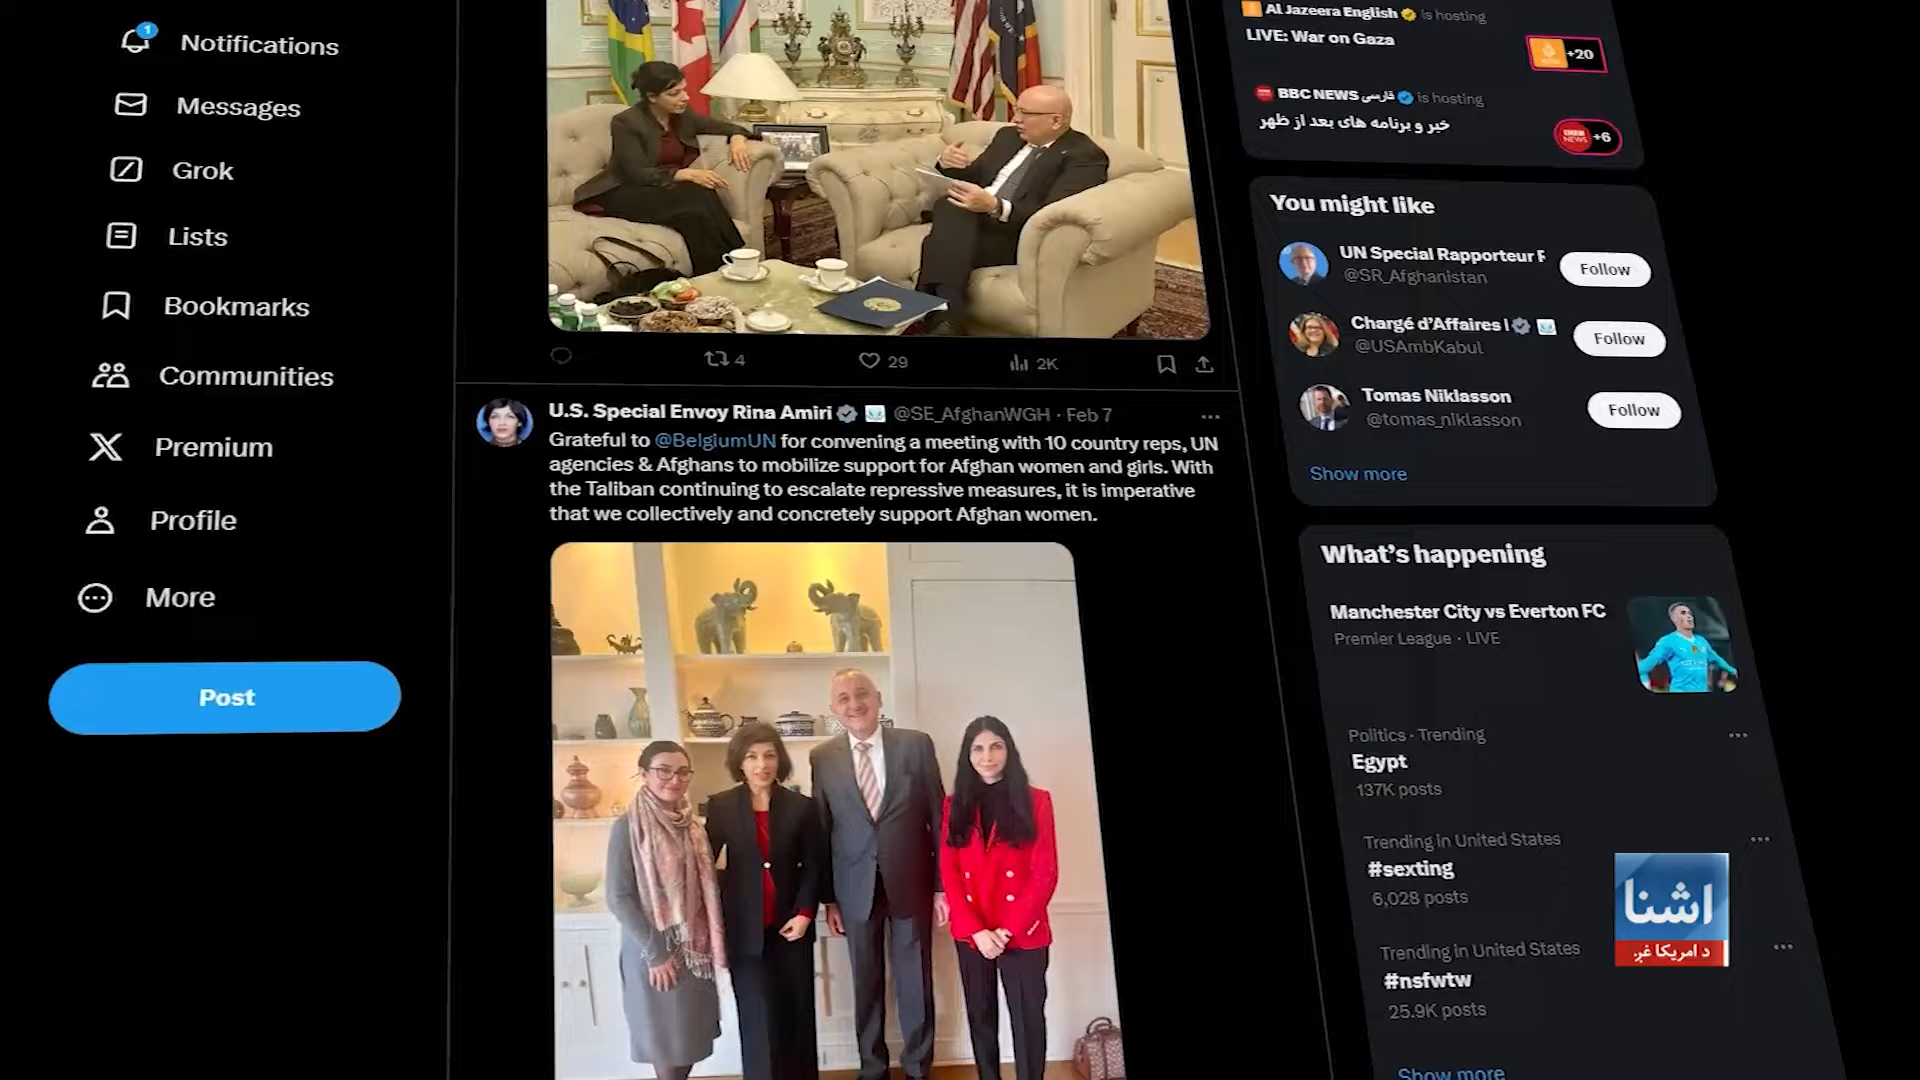 1
Notifications
Messages
Grok
Lists
Bookmarks
Communities
Premium
Profile
More
Post
4
29
2K
U.S. Special Envoy Rina Amiri @SE_AfghanWGH · Feb 7
Grateful to @BelgiumUN for convening a meeting with 10 country reps, UN
agencies & Afghans to mobilize support for Afghan women and girls. With
the Taliban continuing to escalate repressive measures, it is imperative
that we collectively and concretely support Afghan women.
Al Jazeera English is hosting
LIVE: War on Gaza
+20
BBC NEWS فارسی is hosting
خبر و برنامه های بعد از ظهر
BBC
NEWS
+6
You might like
UN Special Rapporteur
@SR_Afghanistan
Follow
Chargé d'Affaires
@USAmbKabul
Follow
Tomas Niklasson
@tomas_niklasson
Follow
Show more
What's happening
Manchester City vs Everton FC
Premier League · LIVE
Politics · Trending
Egypt
137K posts
Trending in United States
#sexting
6,028 posts
Trending in United States
#nsfwtw
25.9K posts
Show more
اشنا
د امریکا غږ